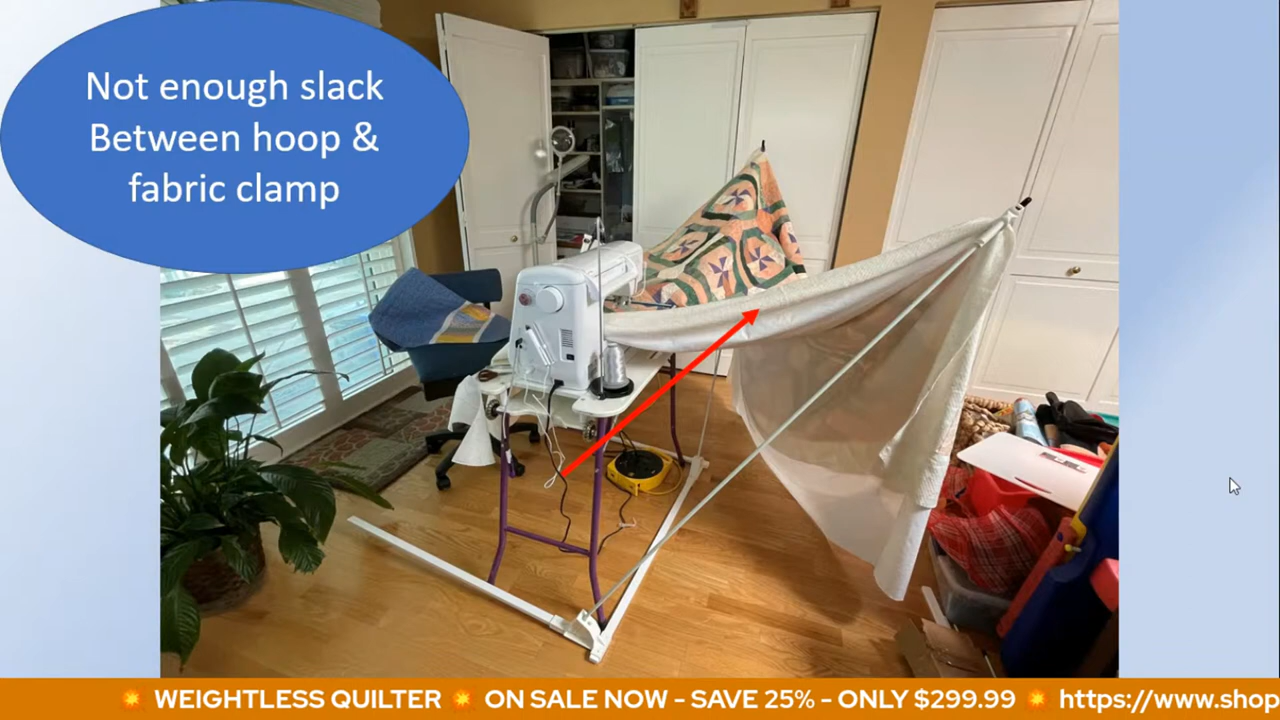 Not enough slack
Between hoop &
fabric clamp
💥 WEIGHTLESS QUILTER 💥 ON SALE NOW - SAVE 25% - ONLY $299.99 💥 https://www.shop